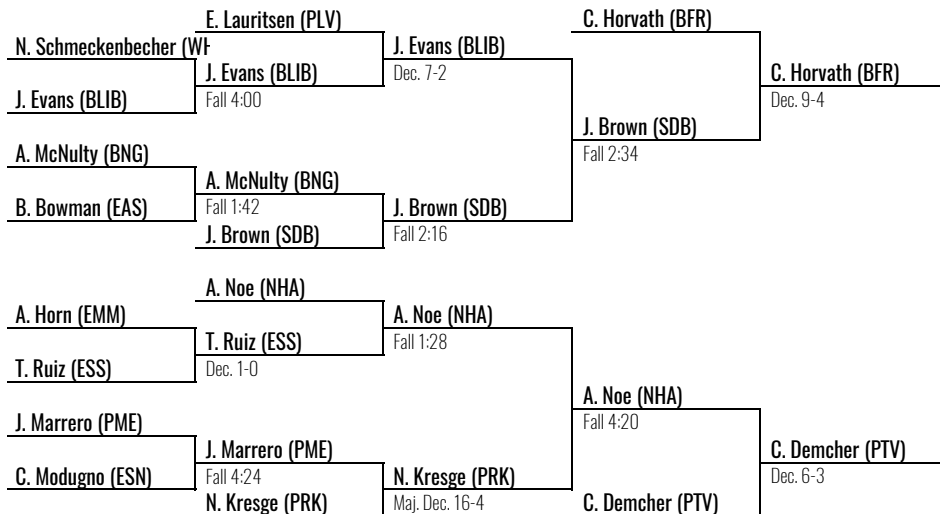 E. Lauritsen (PLV)
C. Horvath (BFR)
N. Schmeckenbecher (WH
J. Evans (BLIB)
J. Evans (BLIB)
Dec. 7-2
C. Horvath (BFR)
J. Evans (BLIB)
Fall 4:00
Dec. 9-4
J. Brown (SDB)
A. McNulty (BNG)
Fall 2:34
A. McNulty (BNG)
B. Bowman (EAS)
Fall 1:42
J. Brown (SDB)
J. Brown (SDB)
Fall 2:16
A. Noe (NHA)
A. Horn (EMM)
A. Noe (NHA)
T. Ruiz (ESS)
Fall 1:28
T. Ruiz (ESS)
Dec. 1-0
A. Noe (NHA)
J. Marrero (PME)
Fall 4:20
J. Marrero (PME)
C. Demcher (PTV)
C. Modugno (ESN)
Fall 4:24
N. Kresge (PRK)
Dec. 6-3
N. Kresge (PRK)
Maj. Dec. 16-4
C. Demcher (PTV)